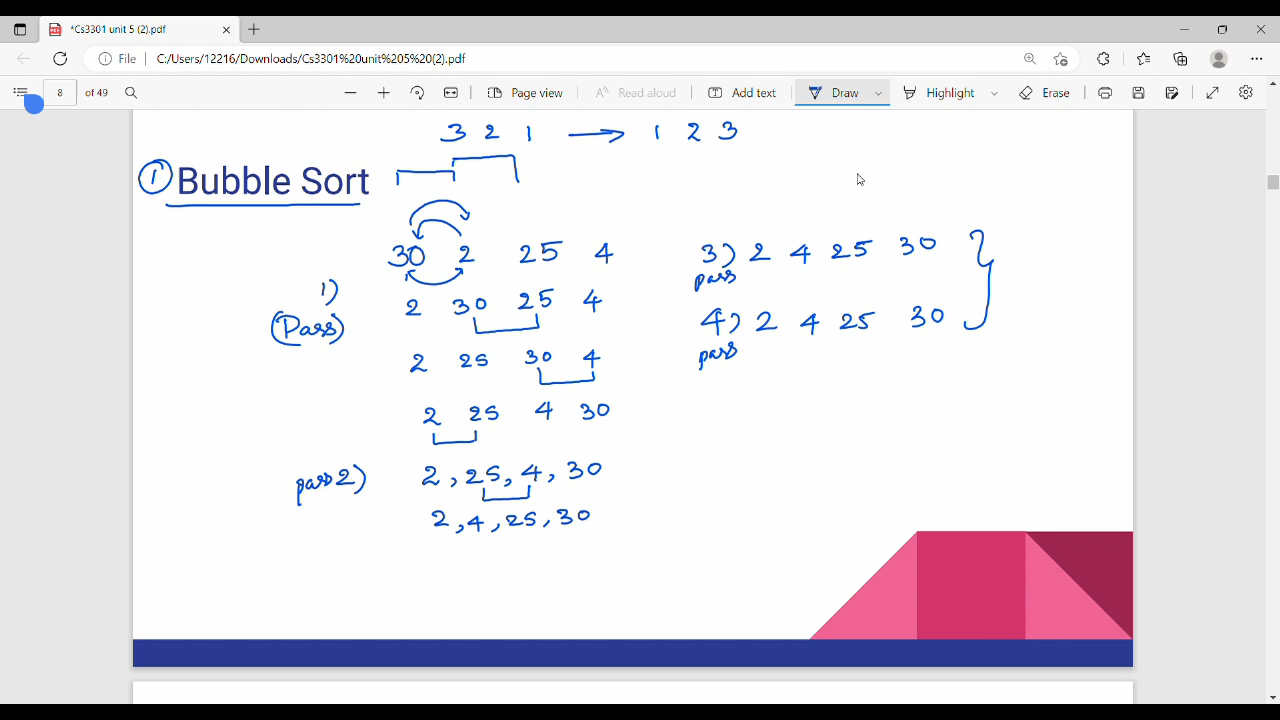 *Cs3301 unit 5 (2).pdf
File C:/Users/12216/Downloads/Cs3301%20unit%205%20(2).pdf
8 of 49 Page view Read aloud Add text Draw Highlight Erase
3 2 1 → 1 2 3
1 Bubble Sort
30 2 25 4
1) 2 30 25 4
(Pass)
2 25 30 4
2 25 4 30
pass 2) 2 , 25 , 4 , 30
2 , 4 , 25 , 30
3) 2 4 25 30
pass
4) 2 4 25 30
pass